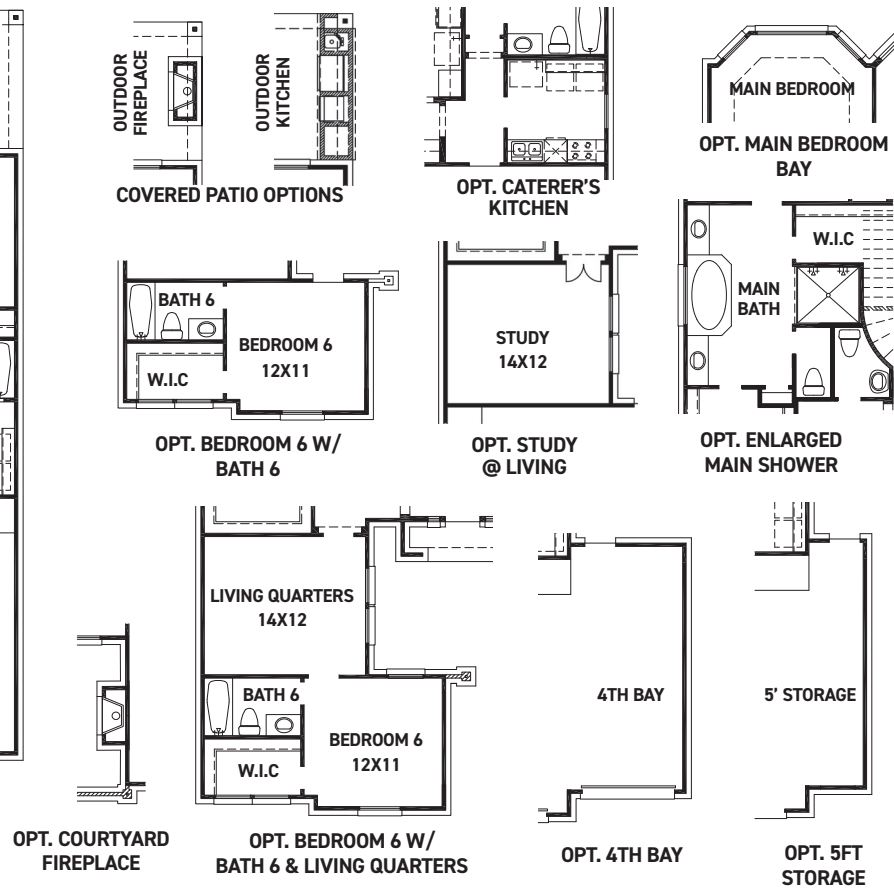 OUTDOOR
FIREPLACE
OUTDOOR
KITCHEN
COVERED PATIO OPTIONS
OPT. CATERER'S
KITCHEN
MAIN BEDROOM
OPT. MAIN BEDROOM
BAY
BATH 6
BEDROOM 6
12X11
W.I.C
OPT. BEDROOM 6 W/
BATH 6
STUDY
14X12
OPT. STUDY
@ LIVING
W.I.C
MAIN
BATH
OPT. ENLARGED
MAIN SHOWER
OPT. COURTYARD
FIREPLACE
LIVING QUARTERS
14X12
BATH 6
BEDROOM 6
12X11
W.I.C
OPT. BEDROOM 6 W/
BATH 6 & LIVING QUARTERS
4TH BAY
OPT. 4TH BAY
5' STORAGE
OPT. 5FT
STORAGE